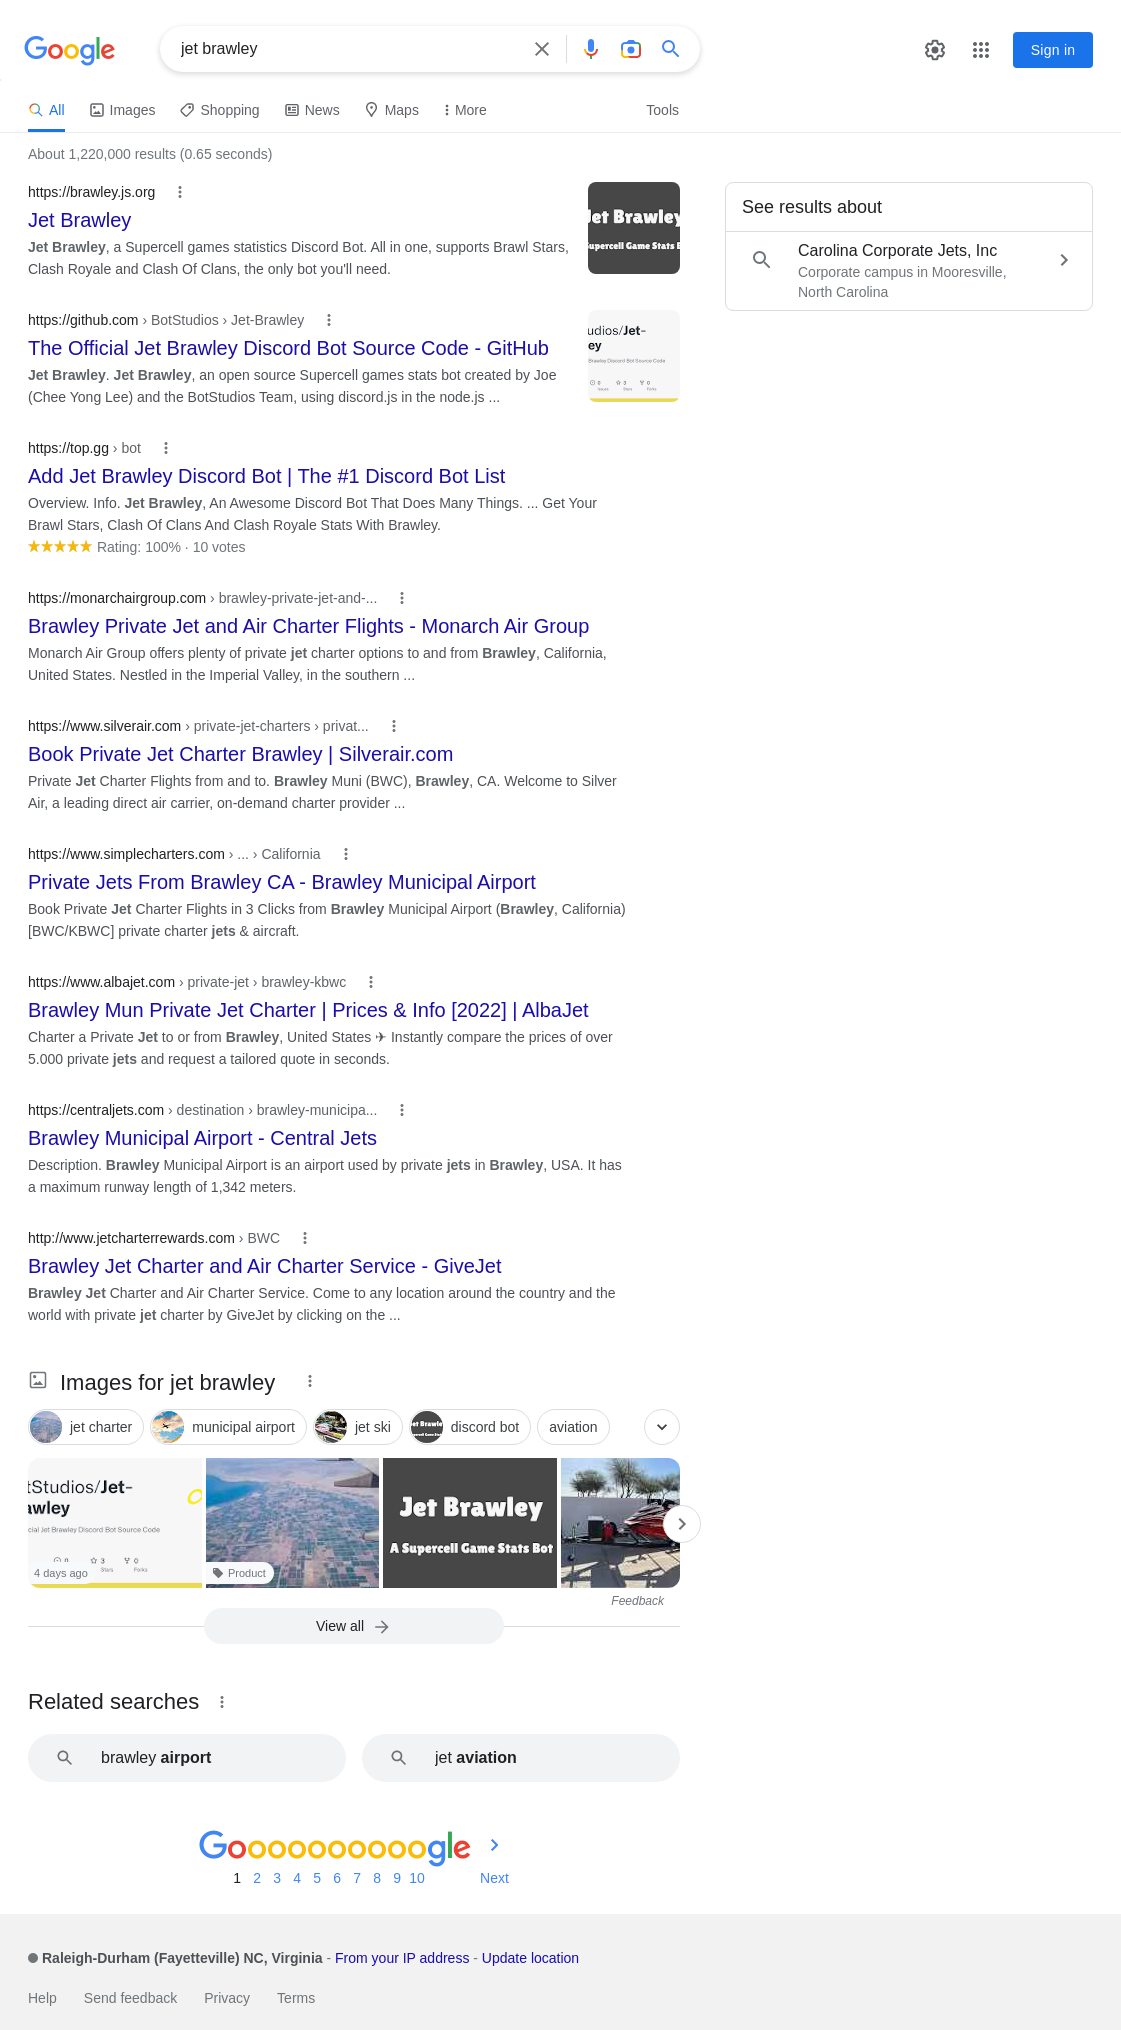 Google
jet brawley
Sign in
All
Images
Shopping
News
Maps
More
Tools
About 1,220,000 results (0.65 seconds)
https://brawley.js.org
Jet Brawley
Jet Brawley, a Supercell games statistics Discord Bot. All in one, supports Brawl Stars,
Clash Royale and Clash Of Clans, the only bot you'll need.
Jet Brawley
Supercell Game Stats B
See results about
Carolina Corporate Jets, Inc
Corporate campus in Mooresville,
North Carolina
https://github.com › BotStudios › Jet-Brawley
The Official Jet Brawley Discord Bot Source Code - GitHub
Jet Brawley. Jet Brawley, an open source Supercell games stats bot created by Joe
(Chee Yong Lee) and the BotStudios Team, using discord.js in the node.js ...
udios/Jet-
ey
Brawley Discord Bot Source Code
0 3 0
Issues Stars Forks
https://top.gg › bot
Add Jet Brawley Discord Bot | The #1 Discord Bot List
Overview. Info. Jet Brawley, An Awesome Discord Bot That Does Many Things. ... Get Your
Brawl Stars, Clash Of Clans And Clash Royale Stats With Brawley.
Rating: 100% · 10 votes
https://monarchairgroup.com › brawley-private-jet-and-...
Brawley Private Jet and Air Charter Flights - Monarch Air Group
Monarch Air Group offers plenty of private jet charter options to and from Brawley, California,
United States. Nestled in the Imperial Valley, in the southern ...
https://www.silverair.com › private-jet-charters › privat...
Book Private Jet Charter Brawley | Silverair.com
Private Jet Charter Flights from and to. Brawley Muni (BWC), Brawley, CA. Welcome to Silver
Air, a leading direct air carrier, on-demand charter provider ...
https://www.simplecharters.com › ... › California
Private Jets From Brawley CA - Brawley Municipal Airport
Book Private Jet Charter Flights in 3 Clicks from Brawley Municipal Airport (Brawley, California)
[BWC/KBWC] private charter jets & aircraft.
https://www.albajet.com › private-jet › brawley-kbwc
Brawley Mun Private Jet Charter | Prices & Info [2022] | AlbaJet
Charter a Private Jet to or from Brawley, United States ✈ Instantly compare the prices of over
5.000 private jets and request a tailored quote in seconds.
https://centraljets.com › destination › brawley-municipa...
Brawley Municipal Airport - Central Jets
Description. Brawley Municipal Airport is an airport used by private jets in Brawley, USA. It has
a maximum runway length of 1,342 meters.
http://www.jetcharterrewards.com › BWC
Brawley Jet Charter and Air Charter Service - GiveJet
Brawley Jet Charter and Air Charter Service. Come to any location around the country and the
world with private jet charter by GiveJet by clicking on the ...
Images for jet brawley
jet charter
municipal airport
jet ski
discord bot
aviation
tStudios/Jet-
awley
cial Jet Brawley Discord Bot Source Code
0 3 0
Stars Forks
4 days ago
Product
Jet Brawley
A Supercell Game Stats Bot
Feedback
View all
Related searches
brawley airport
jet aviation
Goooooooooogle
1 2 3 4 5 6 7 8 9 10 Next
Raleigh-Durham (Fayetteville) NC, Virginia - From your IP address - Update location
Help Send feedback Privacy Terms